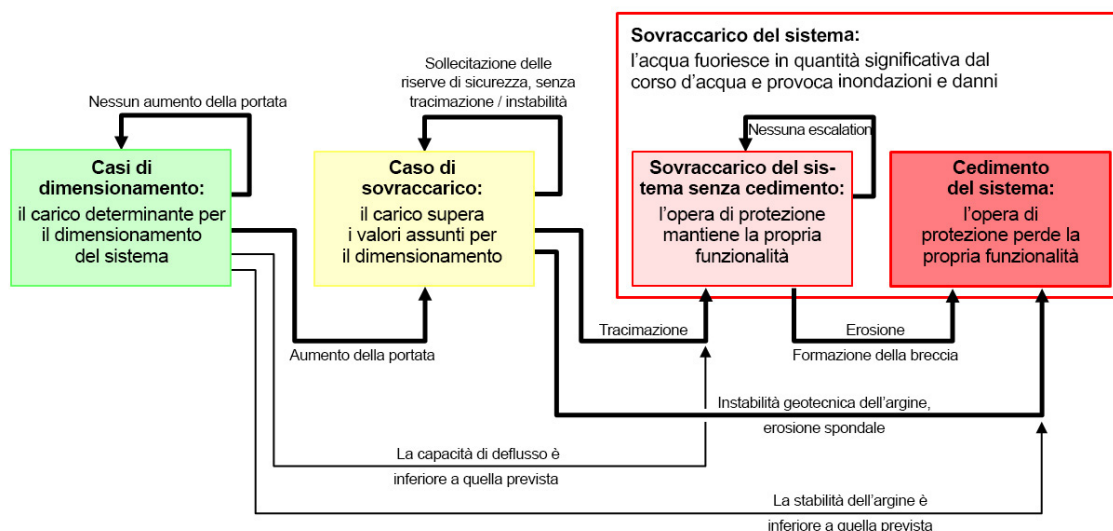 Sovraccarico del sistema:
l'acqua fuoriesce in quantità significativa dal
corso d'acqua e provoca inondazioni e danni
Sollecitazione delle
riserve di sicurezza, senza
tracimazione / instabilità
Nessun aumento della portata
Nessuna escalation
Casi di
dimensionamento:
il carico determinante per
il dimensionamento
del sistema
Caso di
sovraccarico:
il carico supera
i valori assunti per
il dimensionamento
Sovraccarico del sis-
tema senza cedimento:
l'opera di protezione
mantiene la propria
funzionalità
Cedimento
del sistema:
l'opera di
protezione perde la
propria funzionalità
Aumento della portata
Tracimazione
Erosione
Formazione della breccia
Instabilità geotecnica dell'argine,
erosione spondale
La capacità di deflusso è
inferiore a quella prevista
La stabilità dell'argine è
inferiore a quella prevista